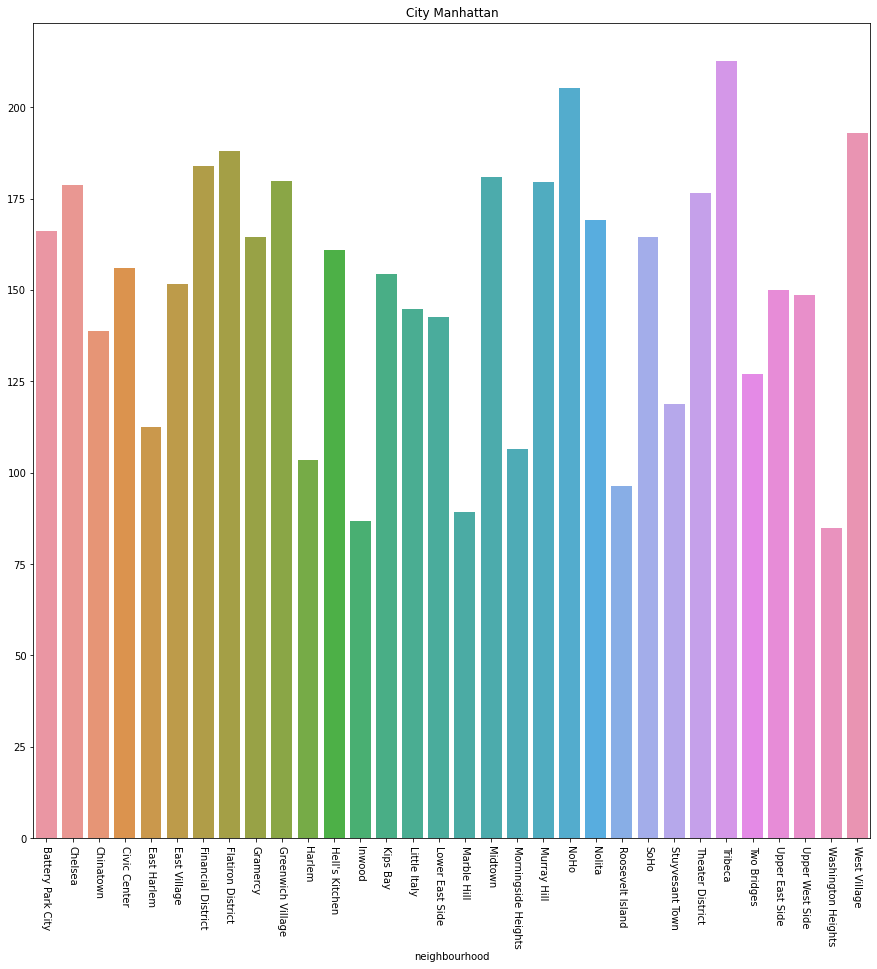 City Manhattan
200
175
150
125
100
75
50
25
0
Battery Park City
Chelsea
Chinatown
Civic Center
East Harlem
East Village
Financial District
Flatiron District
Gramercy
Greenwich Village
Harlem
Hell's Kitchen
Inwood
Kips Bay
Little Italy
Lower East Side
Marble Hill
Midtown
Morningside Heights
Murray Hill
NoHo
Nolita
Roosevelt Island
SoHo
Stuyvesant Town
Theater District
Tribeca
Two Bridges
Upper East Side
Upper West Side
Washington Heights
West Village
neighbourhood